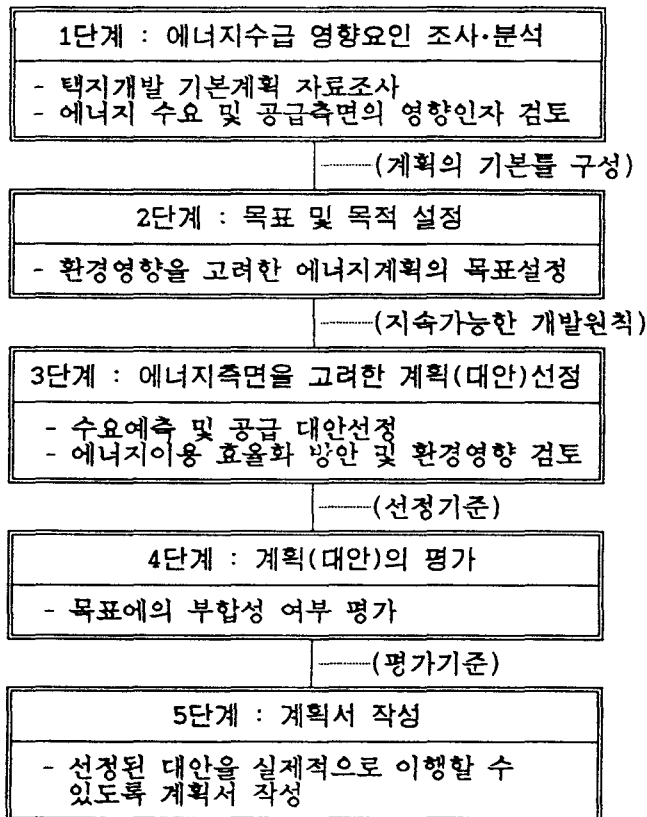 1단계 : 에너지수급 영향요인 조사·분석
- 택지개발 기본계획 자료조사
- 에너지 수요 및 공급측면의 영향인자 검토
(계획의 기본틀 구성)
2단계 : 목표 및 목적 설정
- 환경영향을 고려한 에너지계획의 목표설정
(지속가능한 개발원칙)
3단계 : 에너지측면을 고려한 계획(대안)선정
- 수요예측 및 공급 대안선정
- 에너지이용 효율화 방안 및 환경영향 검토
(선정기준)
4단계 : 계획(대안)의 평가
- 목표에의 부합성 여부 평가
(평가기준)
5단계 : 계획서 작성
- 선정된 대안을 실제적으로 이행할 수
있도록 계획서 작성